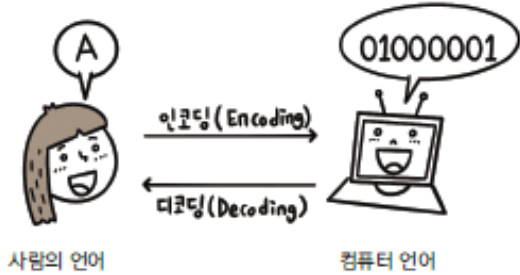 A
01000001
인코딩(Encoding)
디코딩(Decoding)
사람의 언어
컴퓨터 언어